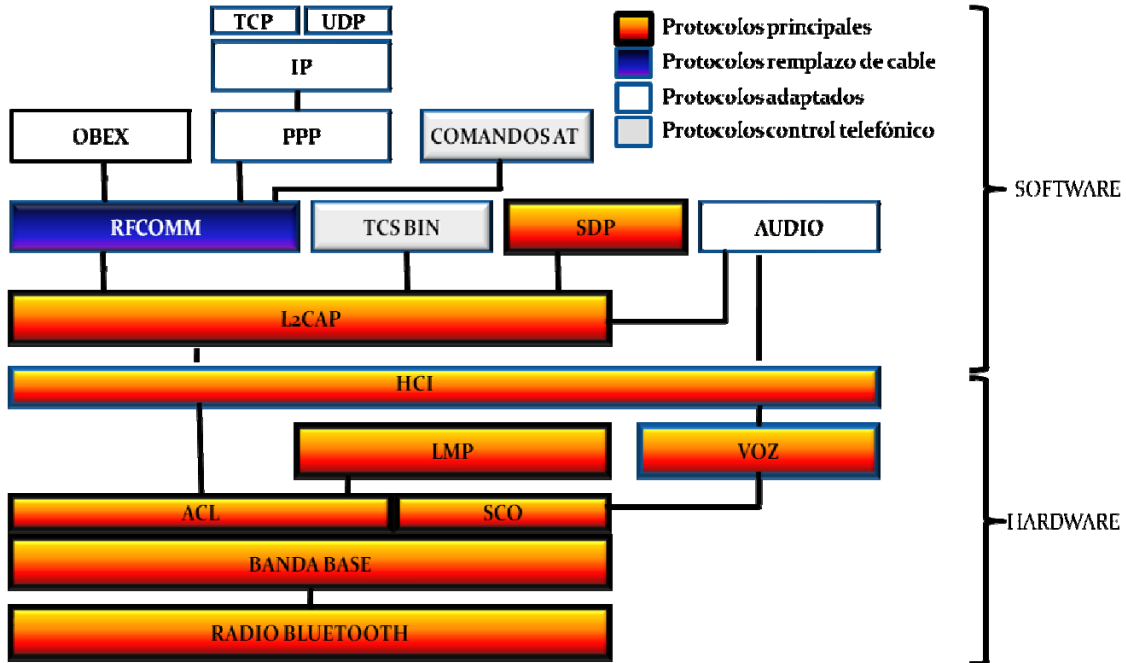 TCP
UDP
IP
OBEX
PPP
COMANDOS AT
Protocolos principales
Protocolos remplazo de cable
Protocolos adaptados
Protocolos control telefónico
RFCOMM
TCS BIN
SDP
AUDIO
L2CAP
HCI
LMP
VOZ
ACL
SCO
BANDA BASE
RADIO BLUETOOTH
SOFTWARE
HARDWARE